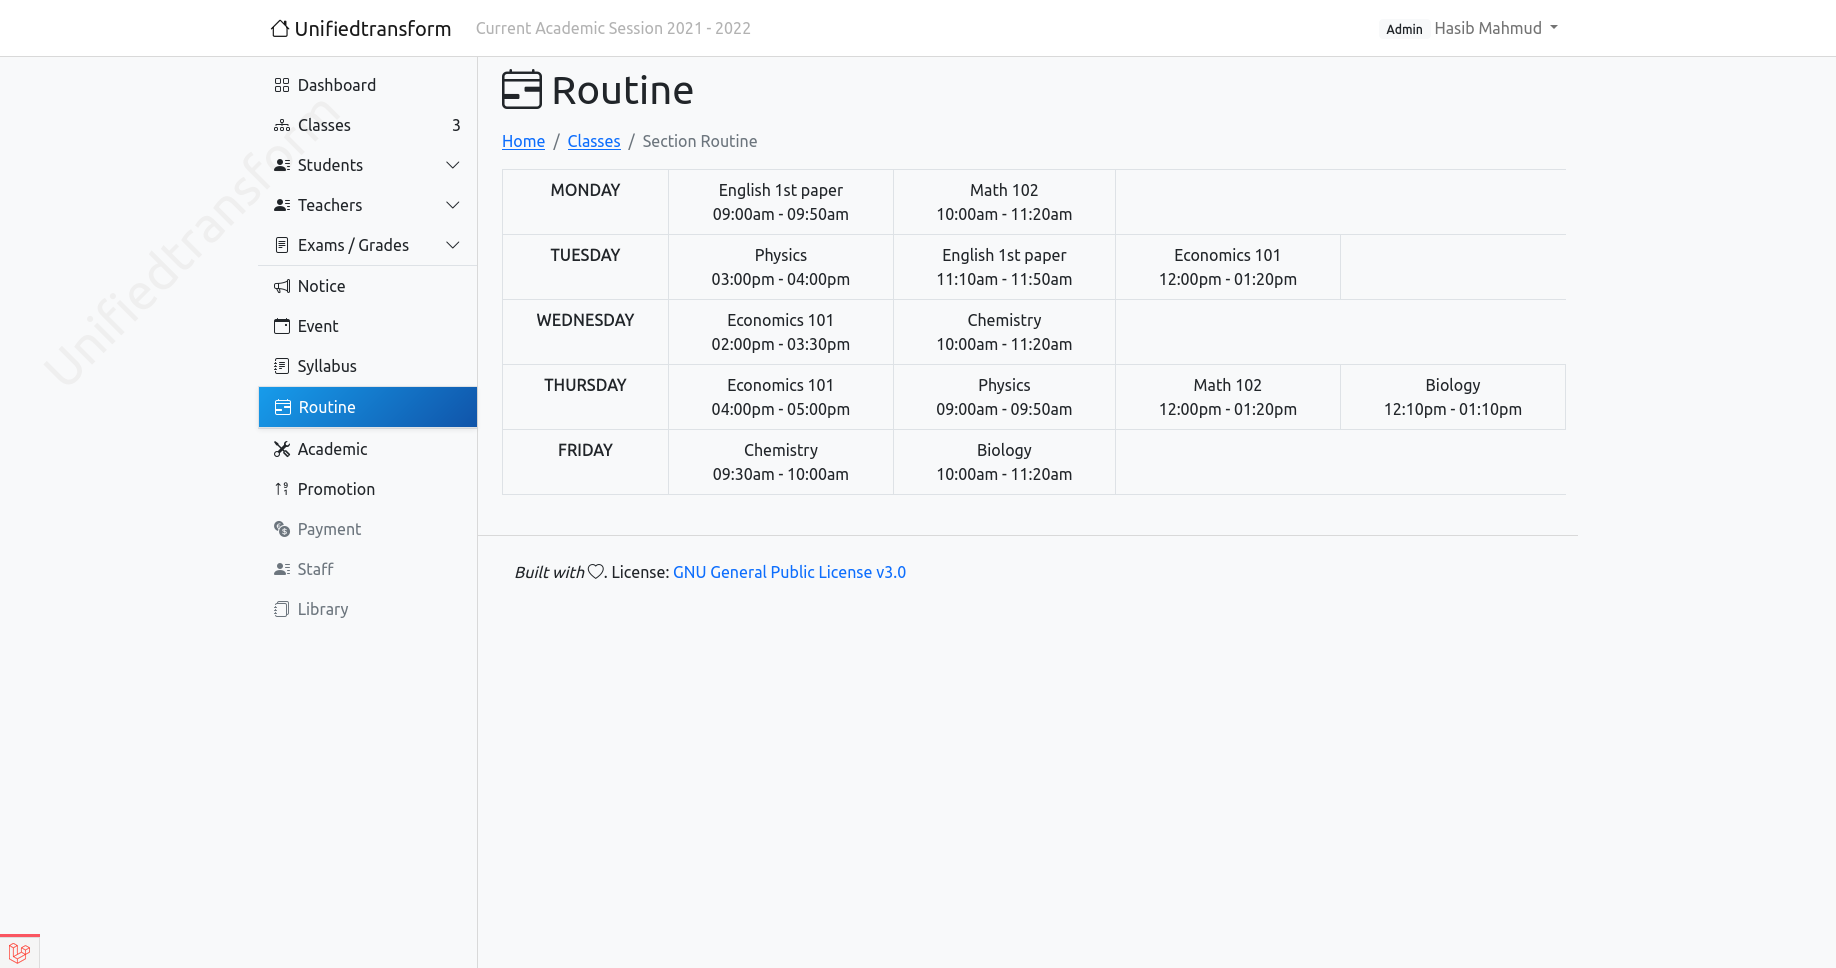 Unifiedtransform
Current Academic Session 2021 - 2022
Admin Hasib Mahmud
Dashboard
Classes 3
Students
Teachers
Exams / Grades
Notice
Event
Syllabus
Routine
Academic
Promotion
Payment
Staff
Library
Unifiedtransform
Routine
Home / Classes / Section Routine
MONDAY
English 1st paper
09:00am - 09:50am
Math 102
10:00am - 11:20am
TUESDAY
Physics
03:00pm - 04:00pm
English 1st paper
11:10am - 11:50am
Economics 101
12:00pm - 01:20pm
WEDNESDAY
Economics 101
02:00pm - 03:30pm
Chemistry
10:00am - 11:20am
THURSDAY
Economics 101
04:00pm - 05:00pm
Physics
09:00am - 09:50am
Math 102
12:00pm - 01:20pm
Biology
12:10pm - 01:10pm
FRIDAY
Chemistry
09:30am - 10:00am
Biology
10:00am - 11:20am
Built with ♡. License: GNU General Public License v3.0